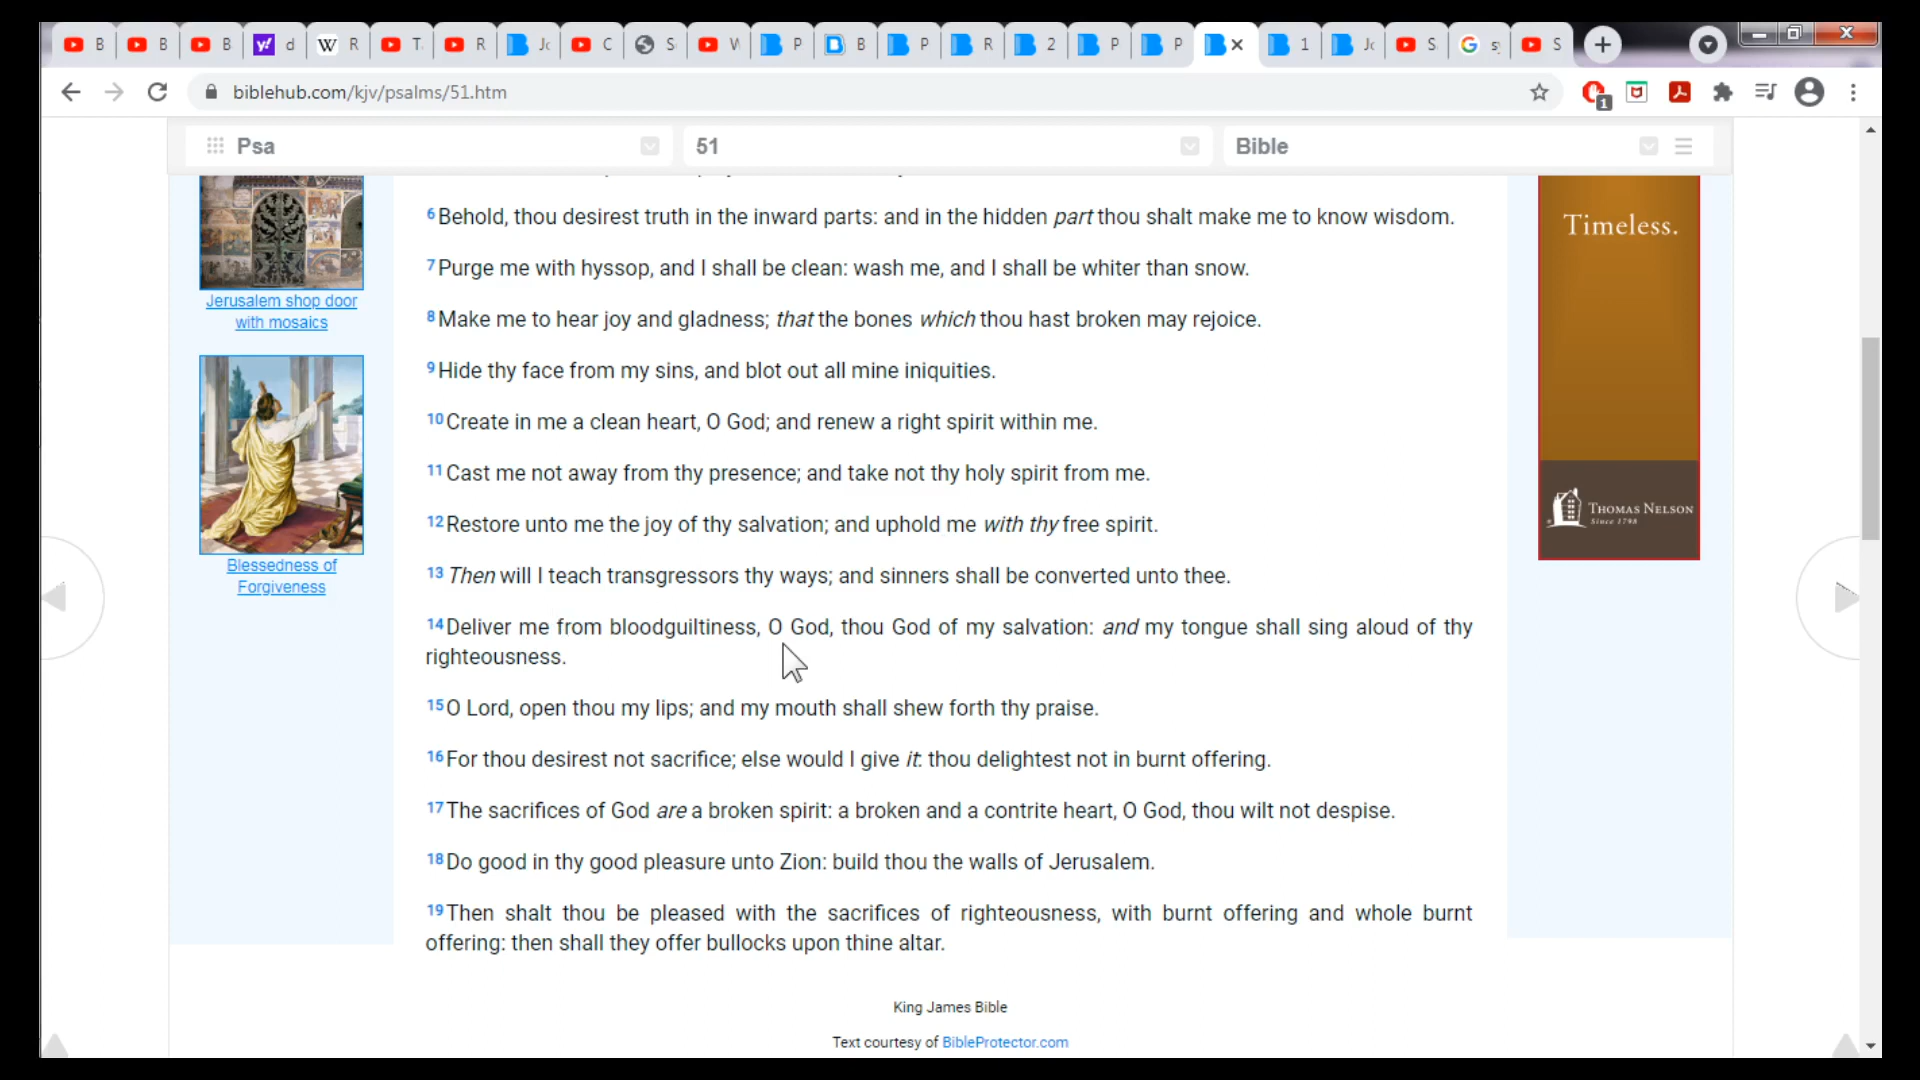 B B B d R T R Jc C S V P B P R 2 P P 1 Jc S sy S
biblehub.com/kjv/psalms/51.htm
1
Psa 51 Bible
6 Behold, thou desirest truth in the inward parts: and in the hidden part thou shalt make me to know wisdom.
7 Purge me with hyssop, and I shall be clean: wash me, and I shall be whiter than snow.
8 Make me to hear joy and gladness; that the bones which thou hast broken may rejoice.
9 Hide thy face from my sins, and blot out all mine iniquities.
10 Create in me a clean heart, O God; and renew a right spirit within me.
11 Cast me not away from thy presence; and take not thy holy spirit from me.
12 Restore unto me the joy of thy salvation; and uphold me with thy free spirit.
13 Then will I teach transgressors thy ways; and sinners shall be converted unto thee.
14 Deliver me from bloodguiltiness, O God, thou God of my salvation: and my tongue shall sing aloud of thy
righteousness.
15 O Lord, open thou my lips; and my mouth shall shew forth thy praise.
16 For thou desirest not sacrifice; else would I give it: thou delightest not in burnt offering.
17 The sacrifices of God are a broken spirit: a broken and a contrite heart, O God, thou wilt not despise.
18 Do good in thy good pleasure unto Zion: build thou the walls of Jerusalem.
19 Then shalt thou be pleased with the sacrifices of righteousness, with burnt offering and whole burnt
offering: then shall they offer bullocks upon thine altar.
King James Bible
Text courtesy of BibleProtector.com
Jerusalem shop door
with mosaics
Blessedness of
Forgiveness
Timeless.
THOMAS NELSON
Since 1798